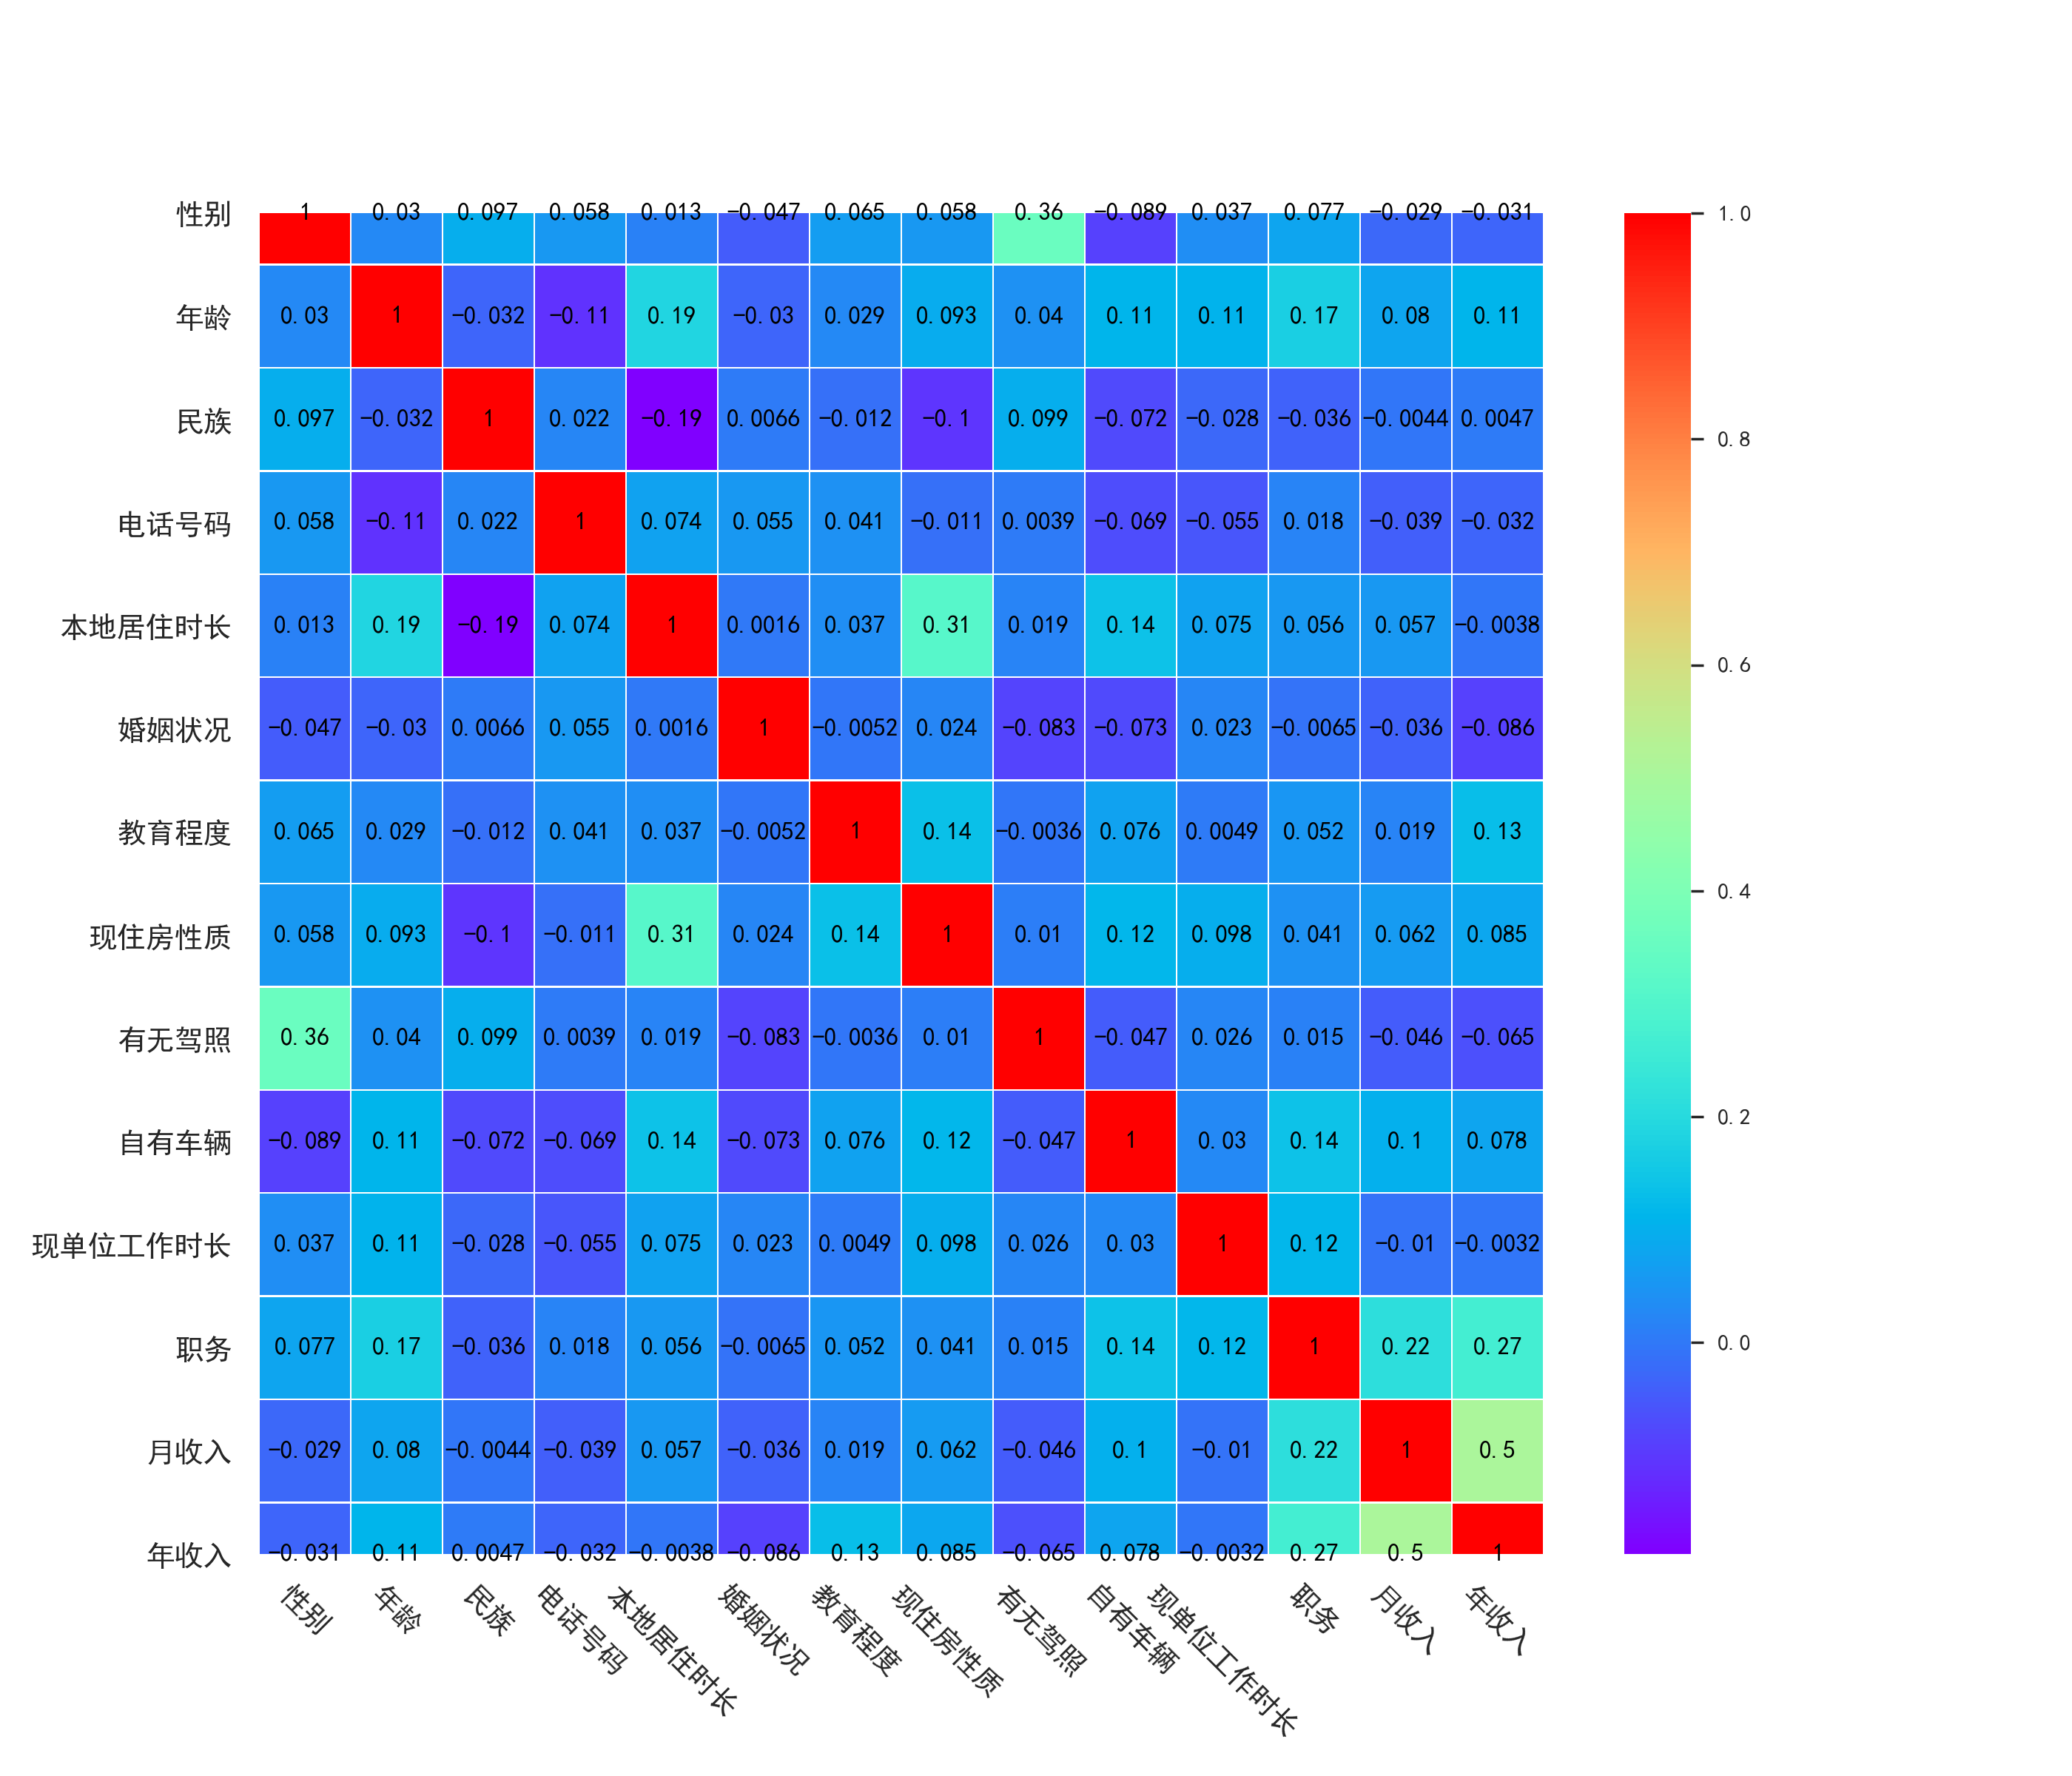 性别 1 0.03 0.097 0.058 0.013 −0.047 0.065 0.058 0.36 −0.089 0.037 0.077 −0.029 −0.031
年龄 0.03 1 −0.032 −0.11 0.19 −0.03 0.029 0.093 0.04 0.11 0.11 0.17 0.08 0.11
民族 0.097 −0.032 1 0.022 −0.19 0.0066 −0.012 −0.1 0.099 −0.072 −0.028 −0.036 −0.0044 0.0047
电话号码 0.058 −0.11 0.022 1 0.074 0.055 0.041 −0.011 0.0039 −0.069 −0.055 0.018 −0.039 −0.032
本地居住时长 0.013 0.19 −0.19 0.074 1 0.0016 0.037 0.31 0.019 0.14 0.075 0.056 0.057 −0.0038
婚姻状况 −0.047 −0.03 0.0066 0.055 0.0016 1 −0.0052 0.024 −0.083 −0.073 0.023 −0.0065 −0.036 −0.086
教育程度 0.065 0.029 −0.012 0.041 0.037 −0.0052 1 0.14 −0.0036 0.076 0.0049 0.052 0.019 0.13
现住房性质 0.058 0.093 −0.1 −0.011 0.31 0.024 0.14 1 0.01 0.12 0.098 0.041 0.062 0.085
有无驾照 0.36 0.04 0.099 0.0039 0.019 −0.083 −0.0036 0.01 1 −0.047 0.026 0.015 −0.046 −0.065
自有车辆 −0.089 0.11 −0.072 −0.069 0.14 −0.073 0.076 0.12 −0.047 1 0.03 0.14 0.1 0.078
现单位工作时长 0.037 0.11 −0.028 −0.055 0.075 0.023 0.0049 0.098 0.026 0.03 1 0.12 −0.01 −0.0032
职务 0.077 0.17 −0.036 0.018 0.056 −0.0065 0.052 0.041 0.015 0.14 0.12 1 0.22 0.27
月收入 −0.029 0.08 −0.0044 −0.039 0.057 −0.036 0.019 0.062 −0.046 0.1 −0.01 0.22 1 0.5
年收入 −0.031 0.11 0.0047 −0.032 −0.0038 −0.086 0.13 0.085 −0.065 0.078 −0.0032 0.27 0.5 1
性别 年龄 民族 电话号码 本地居住时长 婚姻状况 教育程度 现住房性质 有无驾照 自有车辆 现单位工作时长 职务 月收入 年收入
1.0
0.8
0.6
0.4
0.2
0.0